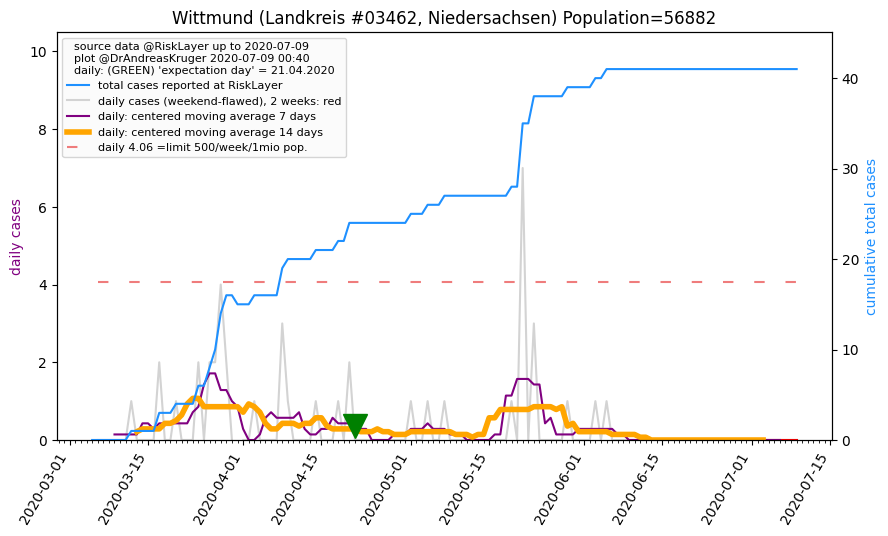 Wittmund (Landkreis #03462, Niedersachsen) Population=56882
source data @RiskLayer up to 2020-07-09
plot @DrAndreasKruger 2020-07-09 00:40
daily: (GREEN) 'expectation day' = 21.04.2020
total cases reported at RiskLayer
daily cases (weekend-flawed), 2 weeks: red
daily: centered moving average 7 days
daily: centered moving average 14 days
daily 4.06 =limit 500/week/1mio pop.
daily cases
10
8
6
4
2
0
cumulative total cases
40
30
20
10
0
2020-03-01
2020-03-15
2020-04-01
2020-04-15
2020-05-01
2020-05-15
2020-06-01
2020-06-15
2020-07-01
2020-07-15